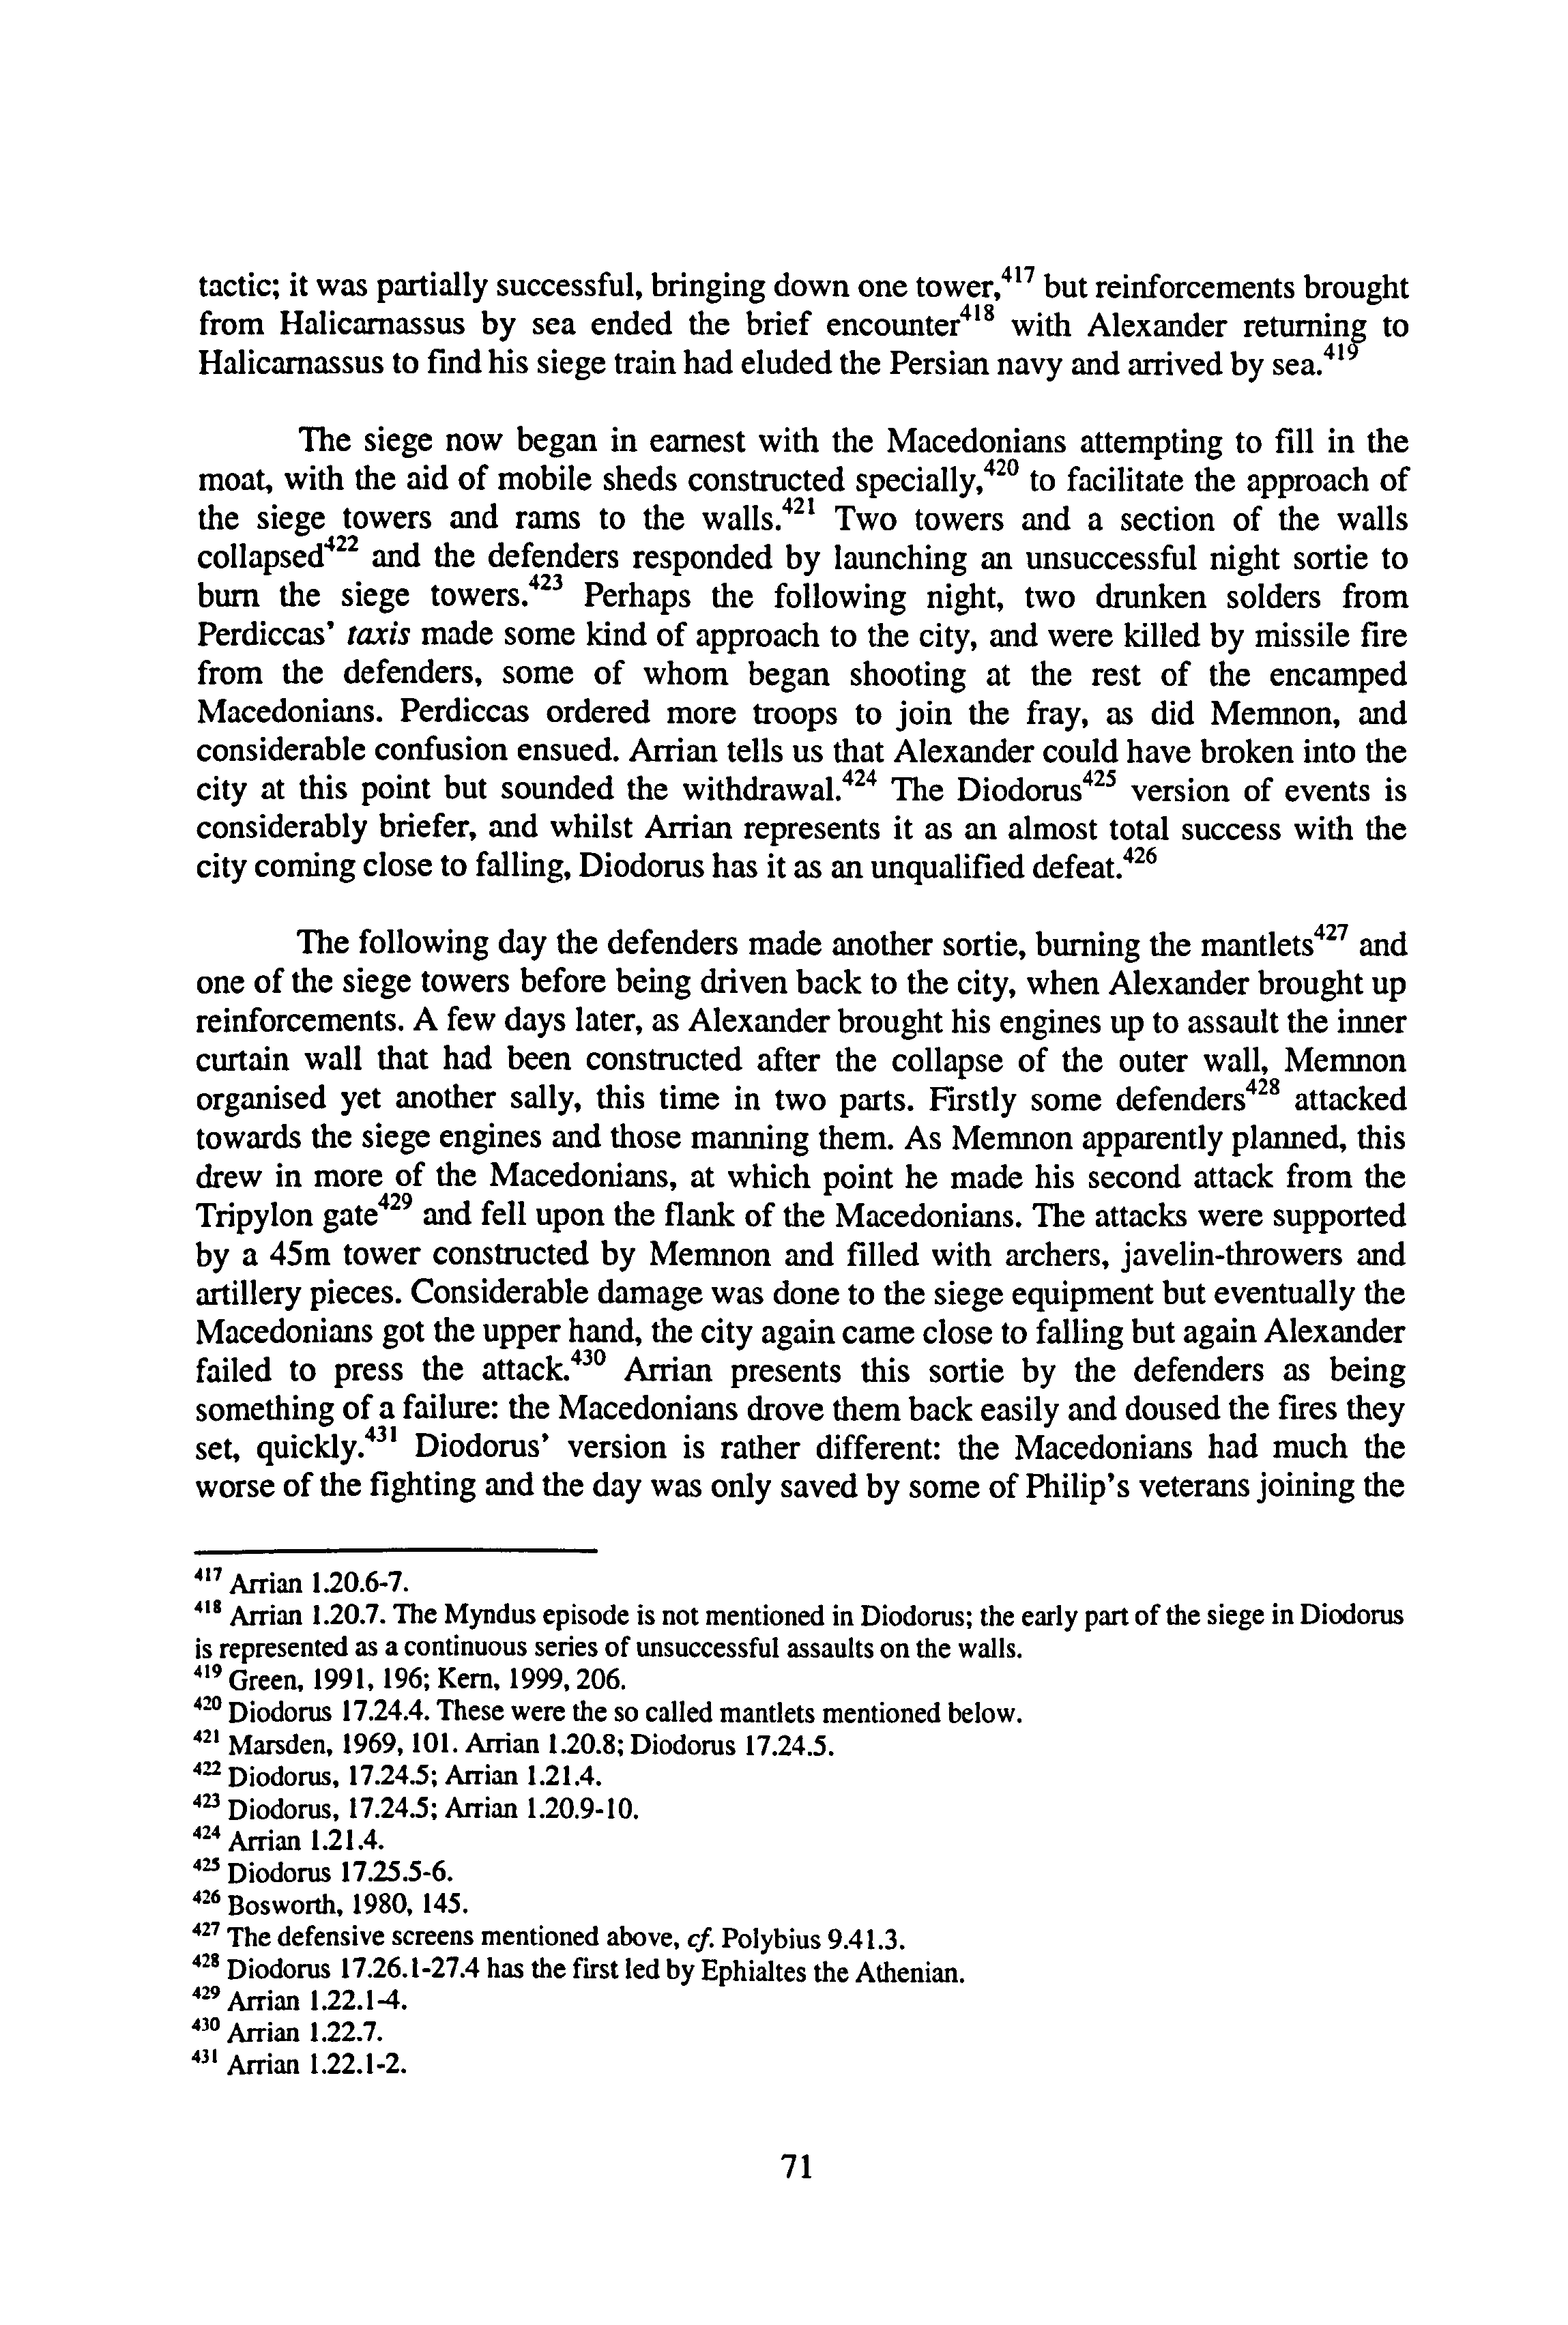 tactic; it was partially successful, bringing down one tower,⁴¹⁷ but reinforcements brought
from Halicarnassus by sea ended the brief encounter⁴¹⁸ with Alexander returning to
Halicarnassus to find his siege train had eluded the Persian navy and arrived by sea.⁴¹⁹
The siege now began in earnest with the Macedonians attempting to fill in the
moat, with the aid of mobile sheds constructed specially,⁴²⁰ to facilitate the approach of
the siege towers and rams to the walls.⁴²¹ Two towers and a section of the walls
collapsed⁴²² and the defenders responded by launching an unsuccessful night sortie to
burn the siege towers.⁴²³ Perhaps the following night, two drunken solders from
Perdiccas' taxis made some kind of approach to the city, and were killed by missile fire
from the defenders, some of whom began shooting at the rest of the encamped
Macedonians. Perdiccas ordered more troops to join the fray, as did Memnon, and
considerable confusion ensued. Arrian tells us that Alexander could have broken into the
city at this point but sounded the withdrawal.⁴²⁴ The Diodorus⁴²⁵ version of events is
considerably briefer, and whilst Arrian represents it as an almost total success with the
city coming close to falling, Diodorus has it as an unqualified defeat.⁴²⁶
The following day the defenders made another sortie, burning the mantlets⁴²⁷ and
one of the siege towers before being driven back to the city, when Alexander brought up
reinforcements. A few days later, as Alexander brought his engines up to assault the inner
curtain wall that had been constructed after the collapse of the outer wall, Memnon
organised yet another sally, this time in two parts. Firstly some defenders⁴²⁸ attacked
towards the siege engines and those manning them. As Memnon apparently planned, this
drew in more of the Macedonians, at which point he made his second attack from the
Tripylon gate⁴²⁹ and fell upon the flank of the Macedonians. The attacks were supported
by a 45m tower constructed by Memnon and filled with archers, javelin-throwers and
artillery pieces. Considerable damage was done to the siege equipment but eventually the
Macedonians got the upper hand, the city again came close to falling but again Alexander
failed to press the attack.⁴³⁰ Arrian presents this sortie by the defenders as being
something of a failure: the Macedonians drove them back easily and doused the fires they
set, quickly.⁴³¹ Diodorus' version is rather different: the Macedonians had much the
worse of the fighting and the day was only saved by some of Philip's veterans joining the
⁴¹⁷ Arrian 1.20.6-7.
⁴¹⁸ Arrian 1.20.7. The Myndus episode is not mentioned in Diodorus; the early part of the siege in Diodorus
is represented as a continuous series of unsuccessful assaults on the walls.
⁴¹⁹ Green, 1991, 196; Kern, 1999, 206.
⁴²⁰ Diodorus 17.24.4. These were the so called mantlets mentioned below.
⁴²¹ Marsden, 1969, 101. Arrian 1.20.8; Diodorus 17.24.5.
⁴²² Diodorus, 17.24.5; Arrian 1.21.4.
⁴²³ Diodorus, 17.24.5; Arrian 1.20.9-10.
⁴²⁴ Arrian 1.21.4.
⁴²⁵ Diodorus 17.25.5-6.
⁴²⁶ Bosworth, 1980, 145.
⁴²⁷ The defensive screens mentioned above, cf. Polybius 9.41.3.
⁴²⁸ Diodorus 17.26.1-27.4 has the first led by Ephialtes the Athenian.
⁴²⁹ Arrian 1.22.1-4.
⁴³⁰ Arrian 1.22.7.
⁴³¹ Arrian 1.22.1-2.
71